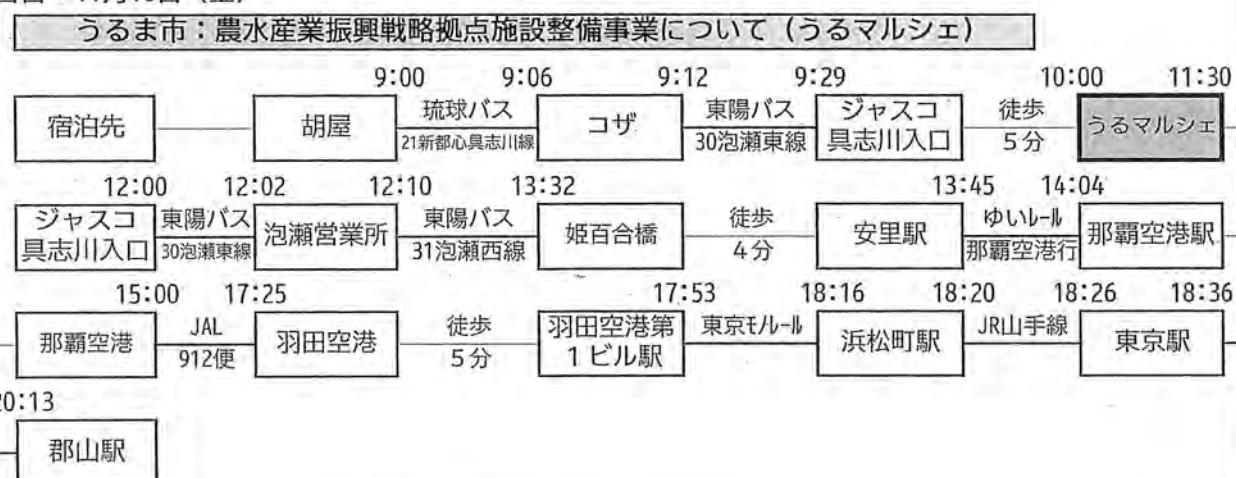 うるま市：農水産業振興戦略拠点施設整備事業について（うるマルシェ）
9:00 9:06 9:12 9:29 10:00 11:30
宿泊先 胡屋 琉球バス 21新都心具志川線 コザ 東陽バス 30泡瀬東線 ジャスコ具志川入口 徒歩 5分 うるマルシェ
12:00 12:02 12:10 13:32 13:45 14:04
ジャスコ具志川入口 東陽バス 30泡瀬東線 泡瀬営業所 東陽バス 31泡瀬西線 姫百合橋 徒歩 4分 安里駅 ゆいレール 那覇空港行 那覇空港駅
15:00 17:25 17:53 18:16 18:20 18:26 18:36
那覇空港 JAL 912便 羽田空港 徒歩 5分 羽田空港第1ビル駅 東京モノレール 浜松町駅 JR山手線 東京駅
20:13
郡山駅